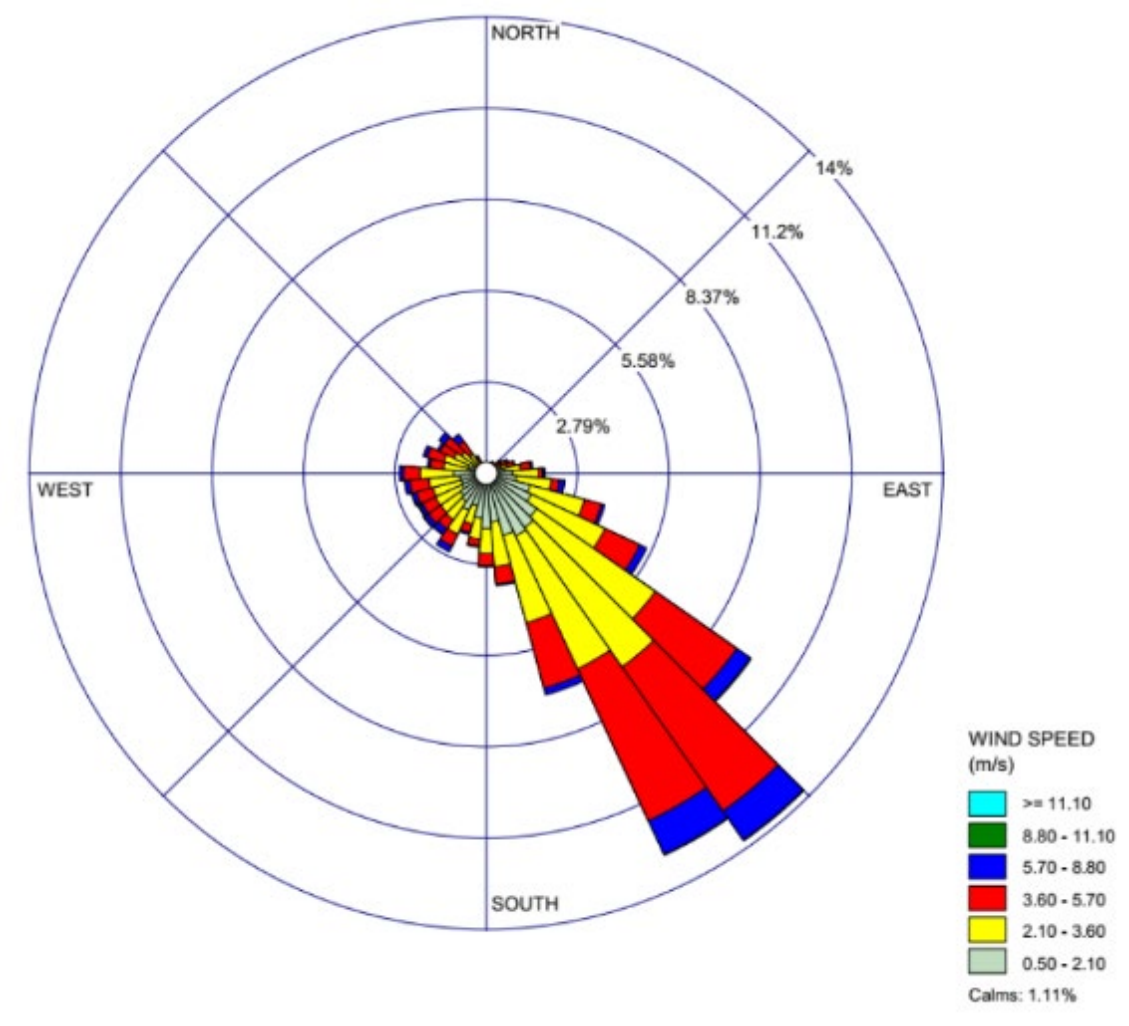 NORTH
14%
11.2%
8.37%
5.58%
2.79%
WEST
EAST
SOUTH
WIND SPEED
(m/s)
>= 11.10
8.80 - 11.10
5.70 - 8.80
3.60 - 5.70
2.10 - 3.60
0.50 - 2.10
Calms: 1.11%